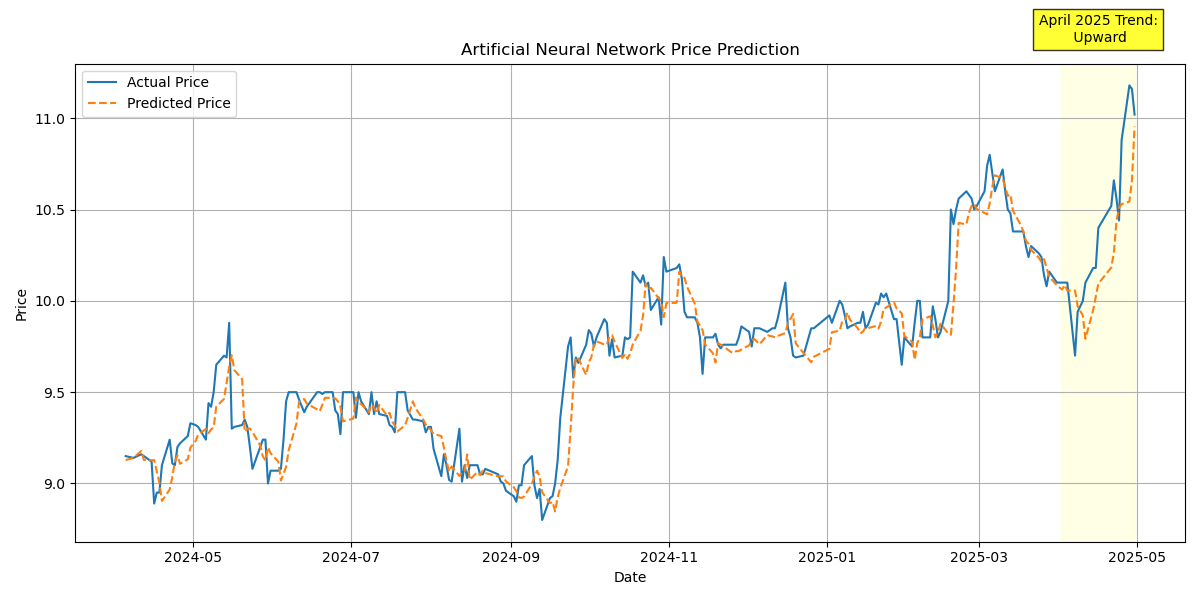 April 2025 Trend:
Upward
Artificial Neural Network Price Prediction
Actual Price
Predicted Price
11.0
10.5
10.0
9.5
9.0
Price
2024-05
2024-07
2024-09
2024-11
2025-01
2025-03
2025-05
Date